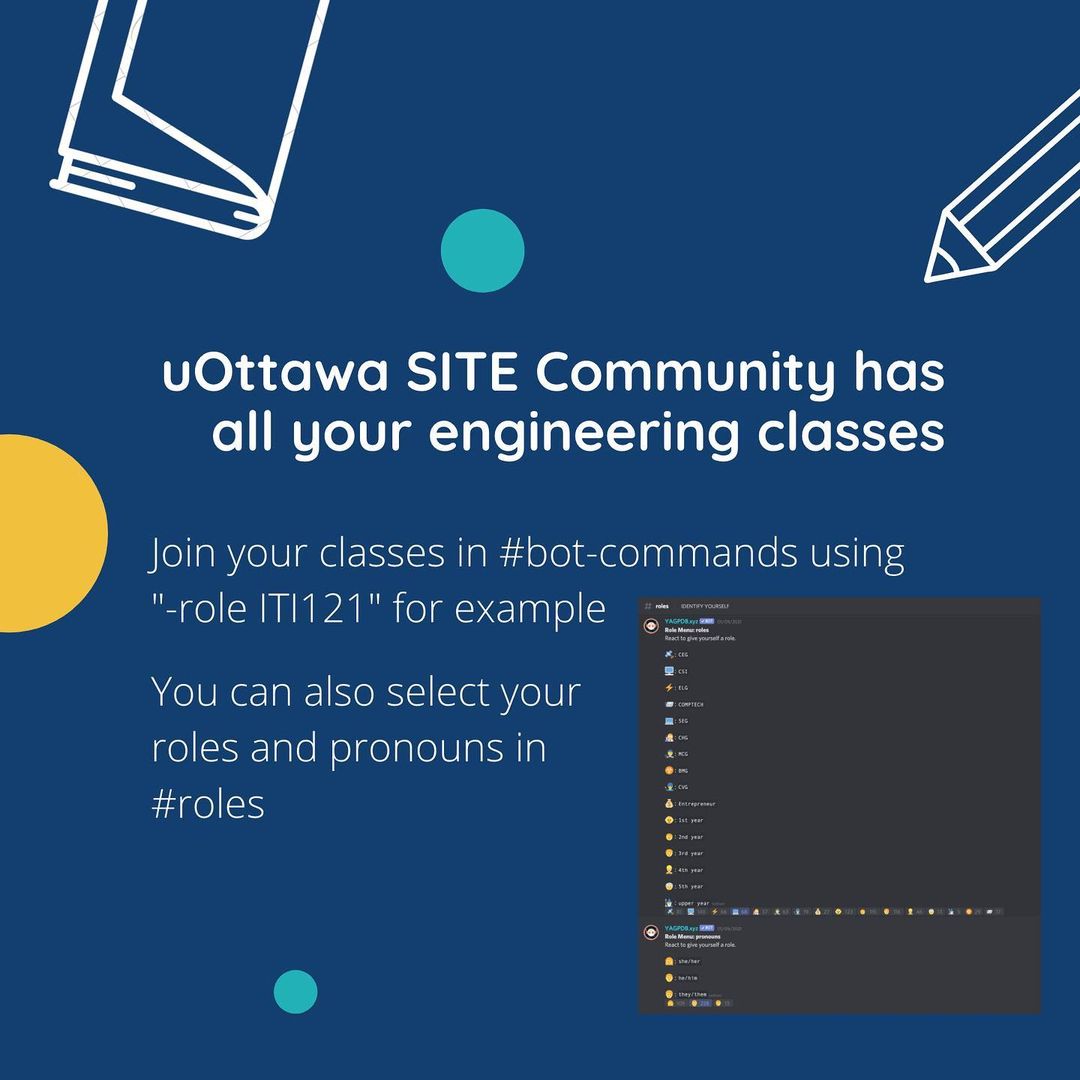 uOttawa SITE Community has
all your engineering classes
Join your classes in #bot-commands using
"-role ITI121" for example
You can also select your
roles and pronouns in
#roles
# roles IDENTIFY YOURSELF
YAGPDB.xyz BOT
Role Menu: roles
React to give yourself a role.
: CEG
: CSI
: ELG
: COMPTECH
: SEG
: CHG
: MCG
: BMG
: CVG
: Entrepreneur
: 1st year
: 2nd year
: 3rd year
: 4th year
: 5th year
: upper year
YAGPDB.xyz BOT
Role Menu: pronouns
React to give yourself a role.
: she/her
: he/him
: they/them